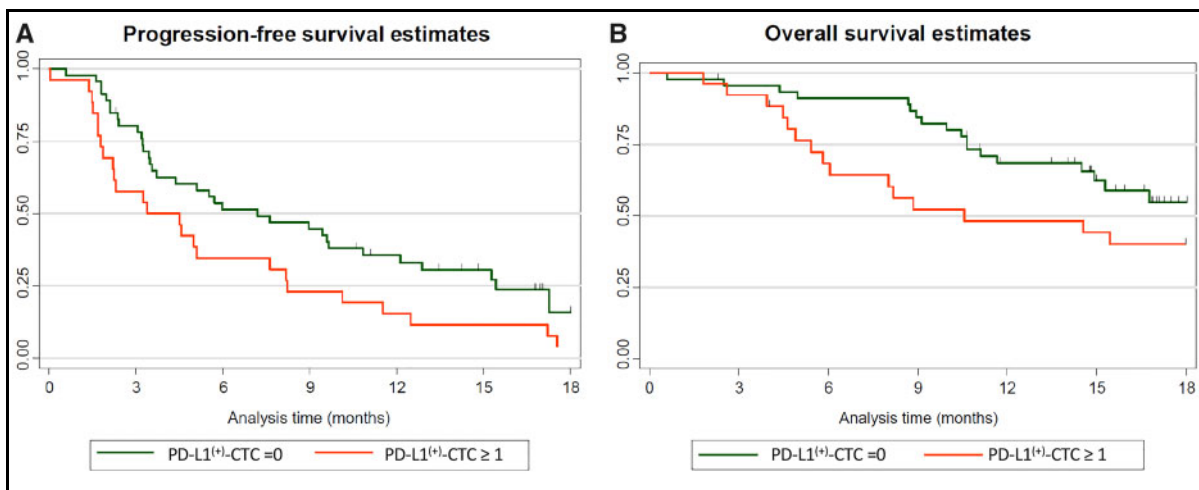 A Progression-free survival estimates
1.00
0.75
0.50
0.25
0.00
0 3 6 9 12 15 18
Analysis time (months)
PD-L1⁽⁺⁾-CTC =0 PD-L1⁽⁺⁾-CTC ≥ 1
B Overall survival estimates
1.00
0.75
0.50
0.25
0.00
0 3 6 9 12 15 18
Analysis time (months)
PD-L1⁽⁺⁾-CTC =0 PD-L1⁽⁺⁾-CTC ≥ 1